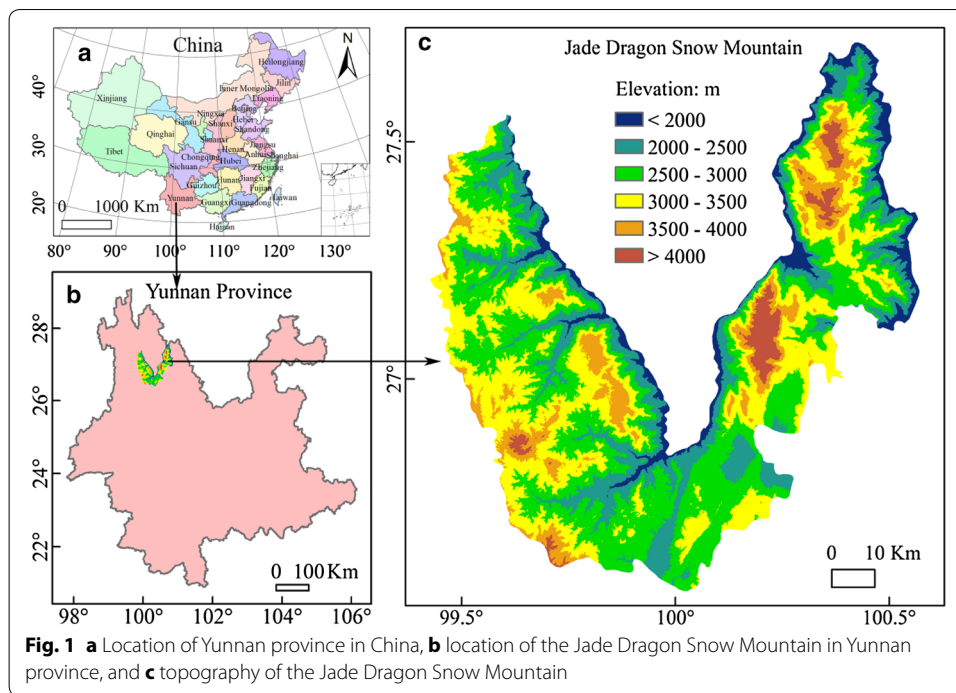 a
China
N
Heilongjiang
Jilin
Liaoning
Inner Mongolia
Xinjiang
Beijing
Hebei
Ningxia
Shanxi
Shandong
Gansu
Qinghai
Shaanxi
Henan
Jiangsu
Anhui
Shanghai
Tibet
Chongqing
Hubei
Sichuan
Zhejiang
Hunan
Jiangxi
Guizhou
Fujian
Yunnan
Guangxi
Guangdong
Taiwan
Hainan
40°
30°
20°
0 1000 Km
80° 90° 100° 110° 120° 130°
b
Yunnan Province
28°
26°
24°
22°
0 100 Km
98° 100° 102° 104° 106°
c
Jade Dragon Snow Mountain
Elevation: m
< 2000
2000 - 2500
2500 - 3000
3000 - 3500
3500 - 4000
> 4000
27.5°
27°
0 10 Km
99.5° 100° 100.5°
Fig. 1 a Location of Yunnan province in China, b location of the Jade Dragon Snow Mountain in Yunnan
province, and c topography of the Jade Dragon Snow Mountain